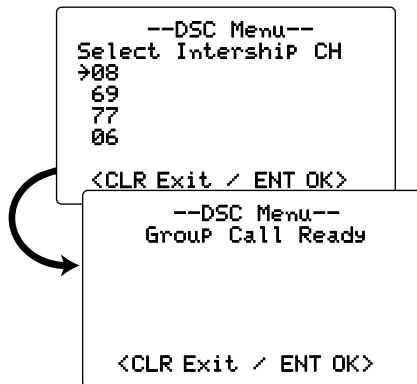 --DSC Menu--
Select Intership CH
→08
69
77
06
<CLR Exit / ENT OK>
--DSC Menu--
Group Call Ready
<CLR Exit / ENT OK>